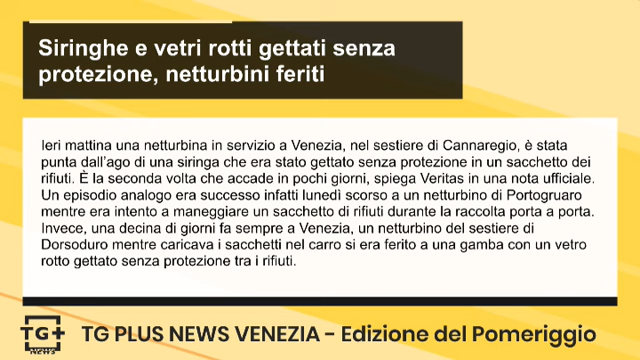 Siringhe e vetri rotti gettati senza
protezione, netturbini feriti
Ieri mattina una netturbina in servizio a Venezia, nel sestiere di Cannaregio, è stata
punta dall'ago di una siringa che era stato gettato senza protezione in un sacchetto dei
rifiuti. È la seconda volta che accade in pochi giorni, spiega Veritas in una nota ufficiale.
Un episodio analogo era successo infatti lunedì scorso a un netturbino di Portogruaro
mentre era intento a maneggiare un sacchetto di rifiuti durante la raccolta porta a porta.
Invece, una decina di giorni fa sempre a Venezia, un netturbino del sestiere di
Dorsoduro mentre caricava i sacchetti nel carro si era ferito a una gamba con un vetro
rotto gettato senza protezione tra i rifiuti.
TG+
NEWS
TG PLUS NEWS VENEZIA - Edizione del Pomeriggio